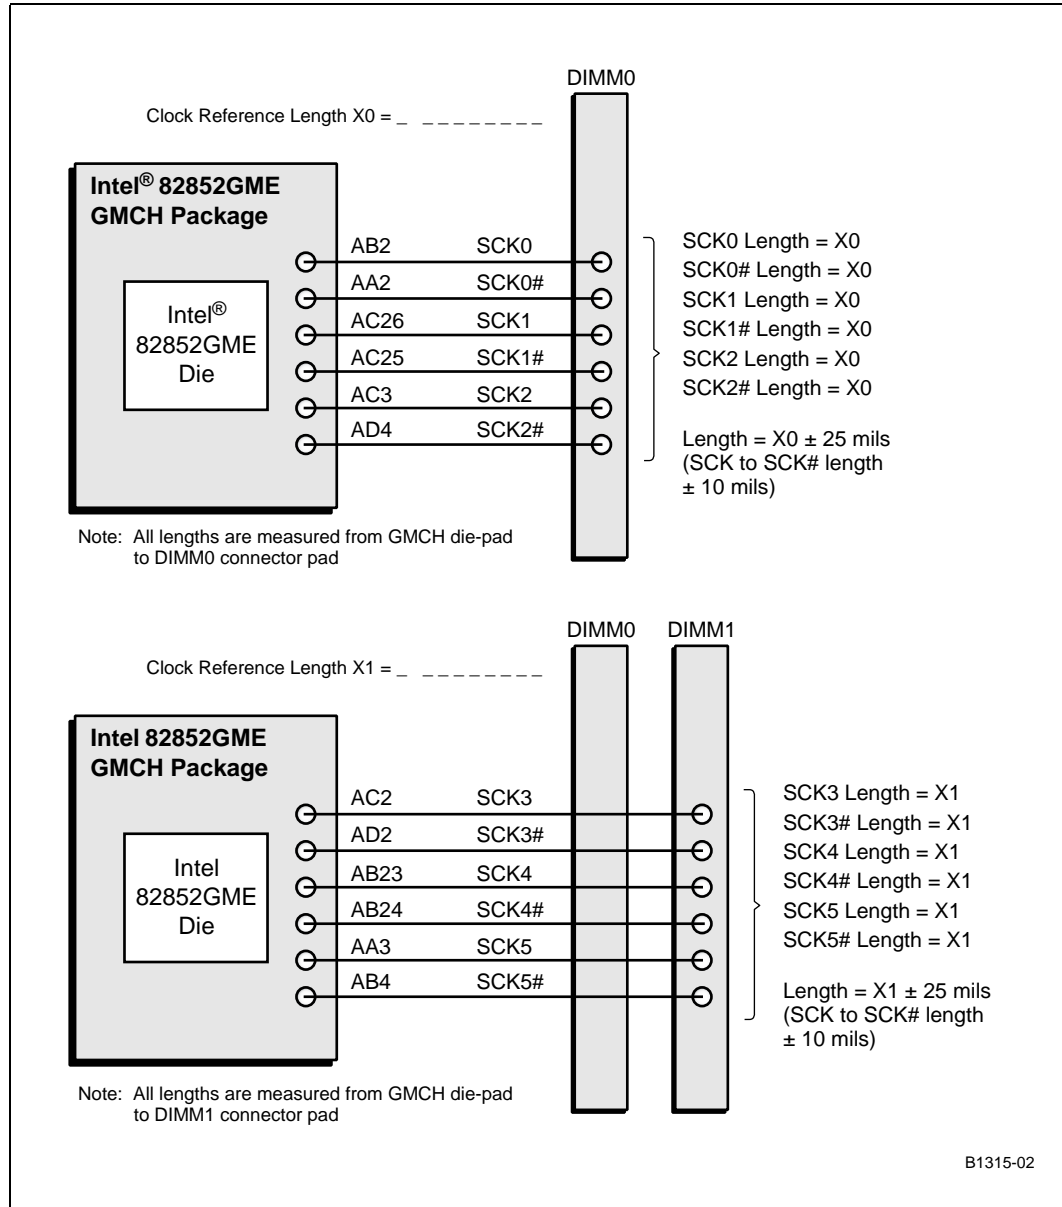 DIMM0
Clock Reference Length X0 = _ _ _ _ _ _ _ _ _
Intel® 82852GME
GMCH Package
Intel®
82852GME
Die
AB2 SCK0
AA2 SCK0#
AC26 SCK1
AC25 SCK1#
AC3 SCK2
AD4 SCK2#
SCK0 Length = X0
SCK0# Length = X0
SCK1 Length = X0
SCK1# Length = X0
SCK2 Length = X0
SCK2# Length = X0
Length = X0 ± 25 mils
(SCK to SCK# length
± 10 mils)
Note: All lengths are measured from GMCH die-pad
to DIMM0 connector pad
DIMM0 DIMM1
Clock Reference Length X1 = _ _ _ _ _ _ _ _ _
Intel 82852GME
GMCH Package
Intel
82852GME
Die
AC2 SCK3
AD2 SCK3#
AB23 SCK4
AB24 SCK4#
AA3 SCK5
AB4 SCK5#
SCK3 Length = X1
SCK3# Length = X1
SCK4 Length = X1
SCK4# Length = X1
SCK5 Length = X1
SCK5# Length = X1
Length = X1 ± 25 mils
(SCK to SCK# length
± 10 mils)
Note: All lengths are measured from GMCH die-pad
to DIMM1 connector pad
B1315-02